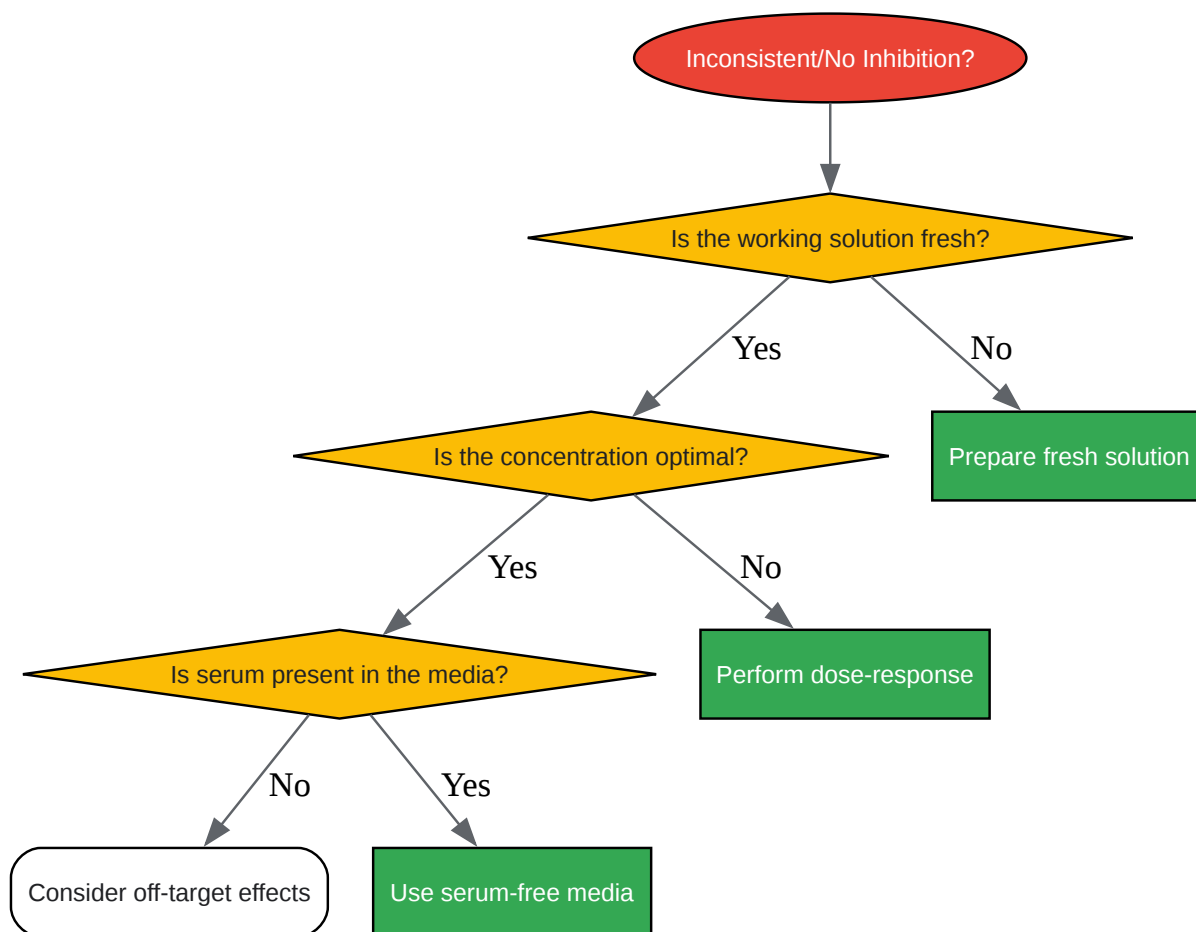 Inconsistent/No Inhibition?
Is the working solution fresh?
Yes
No
Is the concentration optimal?
Prepare fresh solution
Yes
No
Is serum present in the media?
Perform dose-response
No
Yes
Consider off-target effects
Use serum-free media